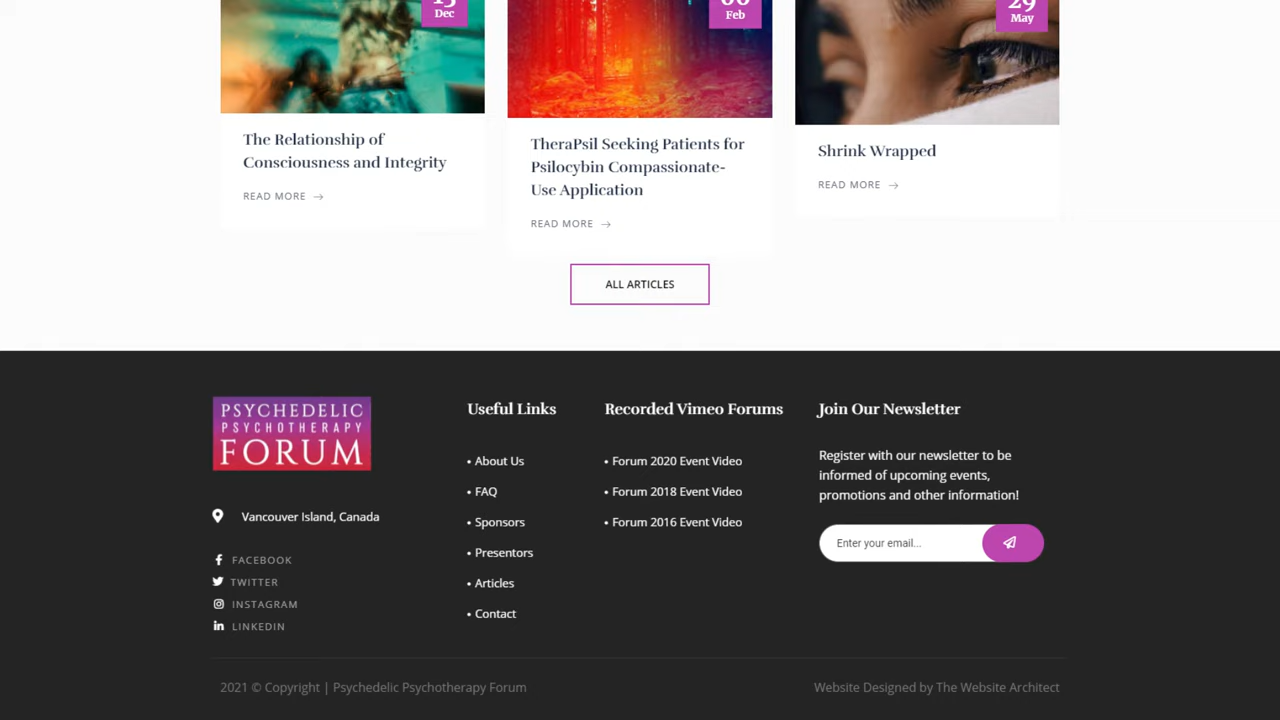 Dec
Feb
29
May
The Relationship of
Consciousness and Integrity
READ MORE
TheraPsil Seeking Patients for
Psilocybin Compassionate-
Use Application
READ MORE
Shrink Wrapped
READ MORE
ALL ARTICLES
PSYCHEDELIC
PSYCHOTHERAPY
FORUM
Vancouver Island, Canada
FACEBOOK
TWITTER
INSTAGRAM
LINKEDIN
Useful Links
• About Us
• FAQ
• Sponsors
• Presentors
• Articles
• Contact
Recorded Vimeo Forums
• Forum 2020 Event Video
• Forum 2018 Event Video
• Forum 2016 Event Video
Join Our Newsletter
Register with our newsletter to be
informed of upcoming events,
promotions and other information!
Enter your email...
2021 © Copyright | Psychedelic Psychotherapy Forum
Website Designed by The Website Architect